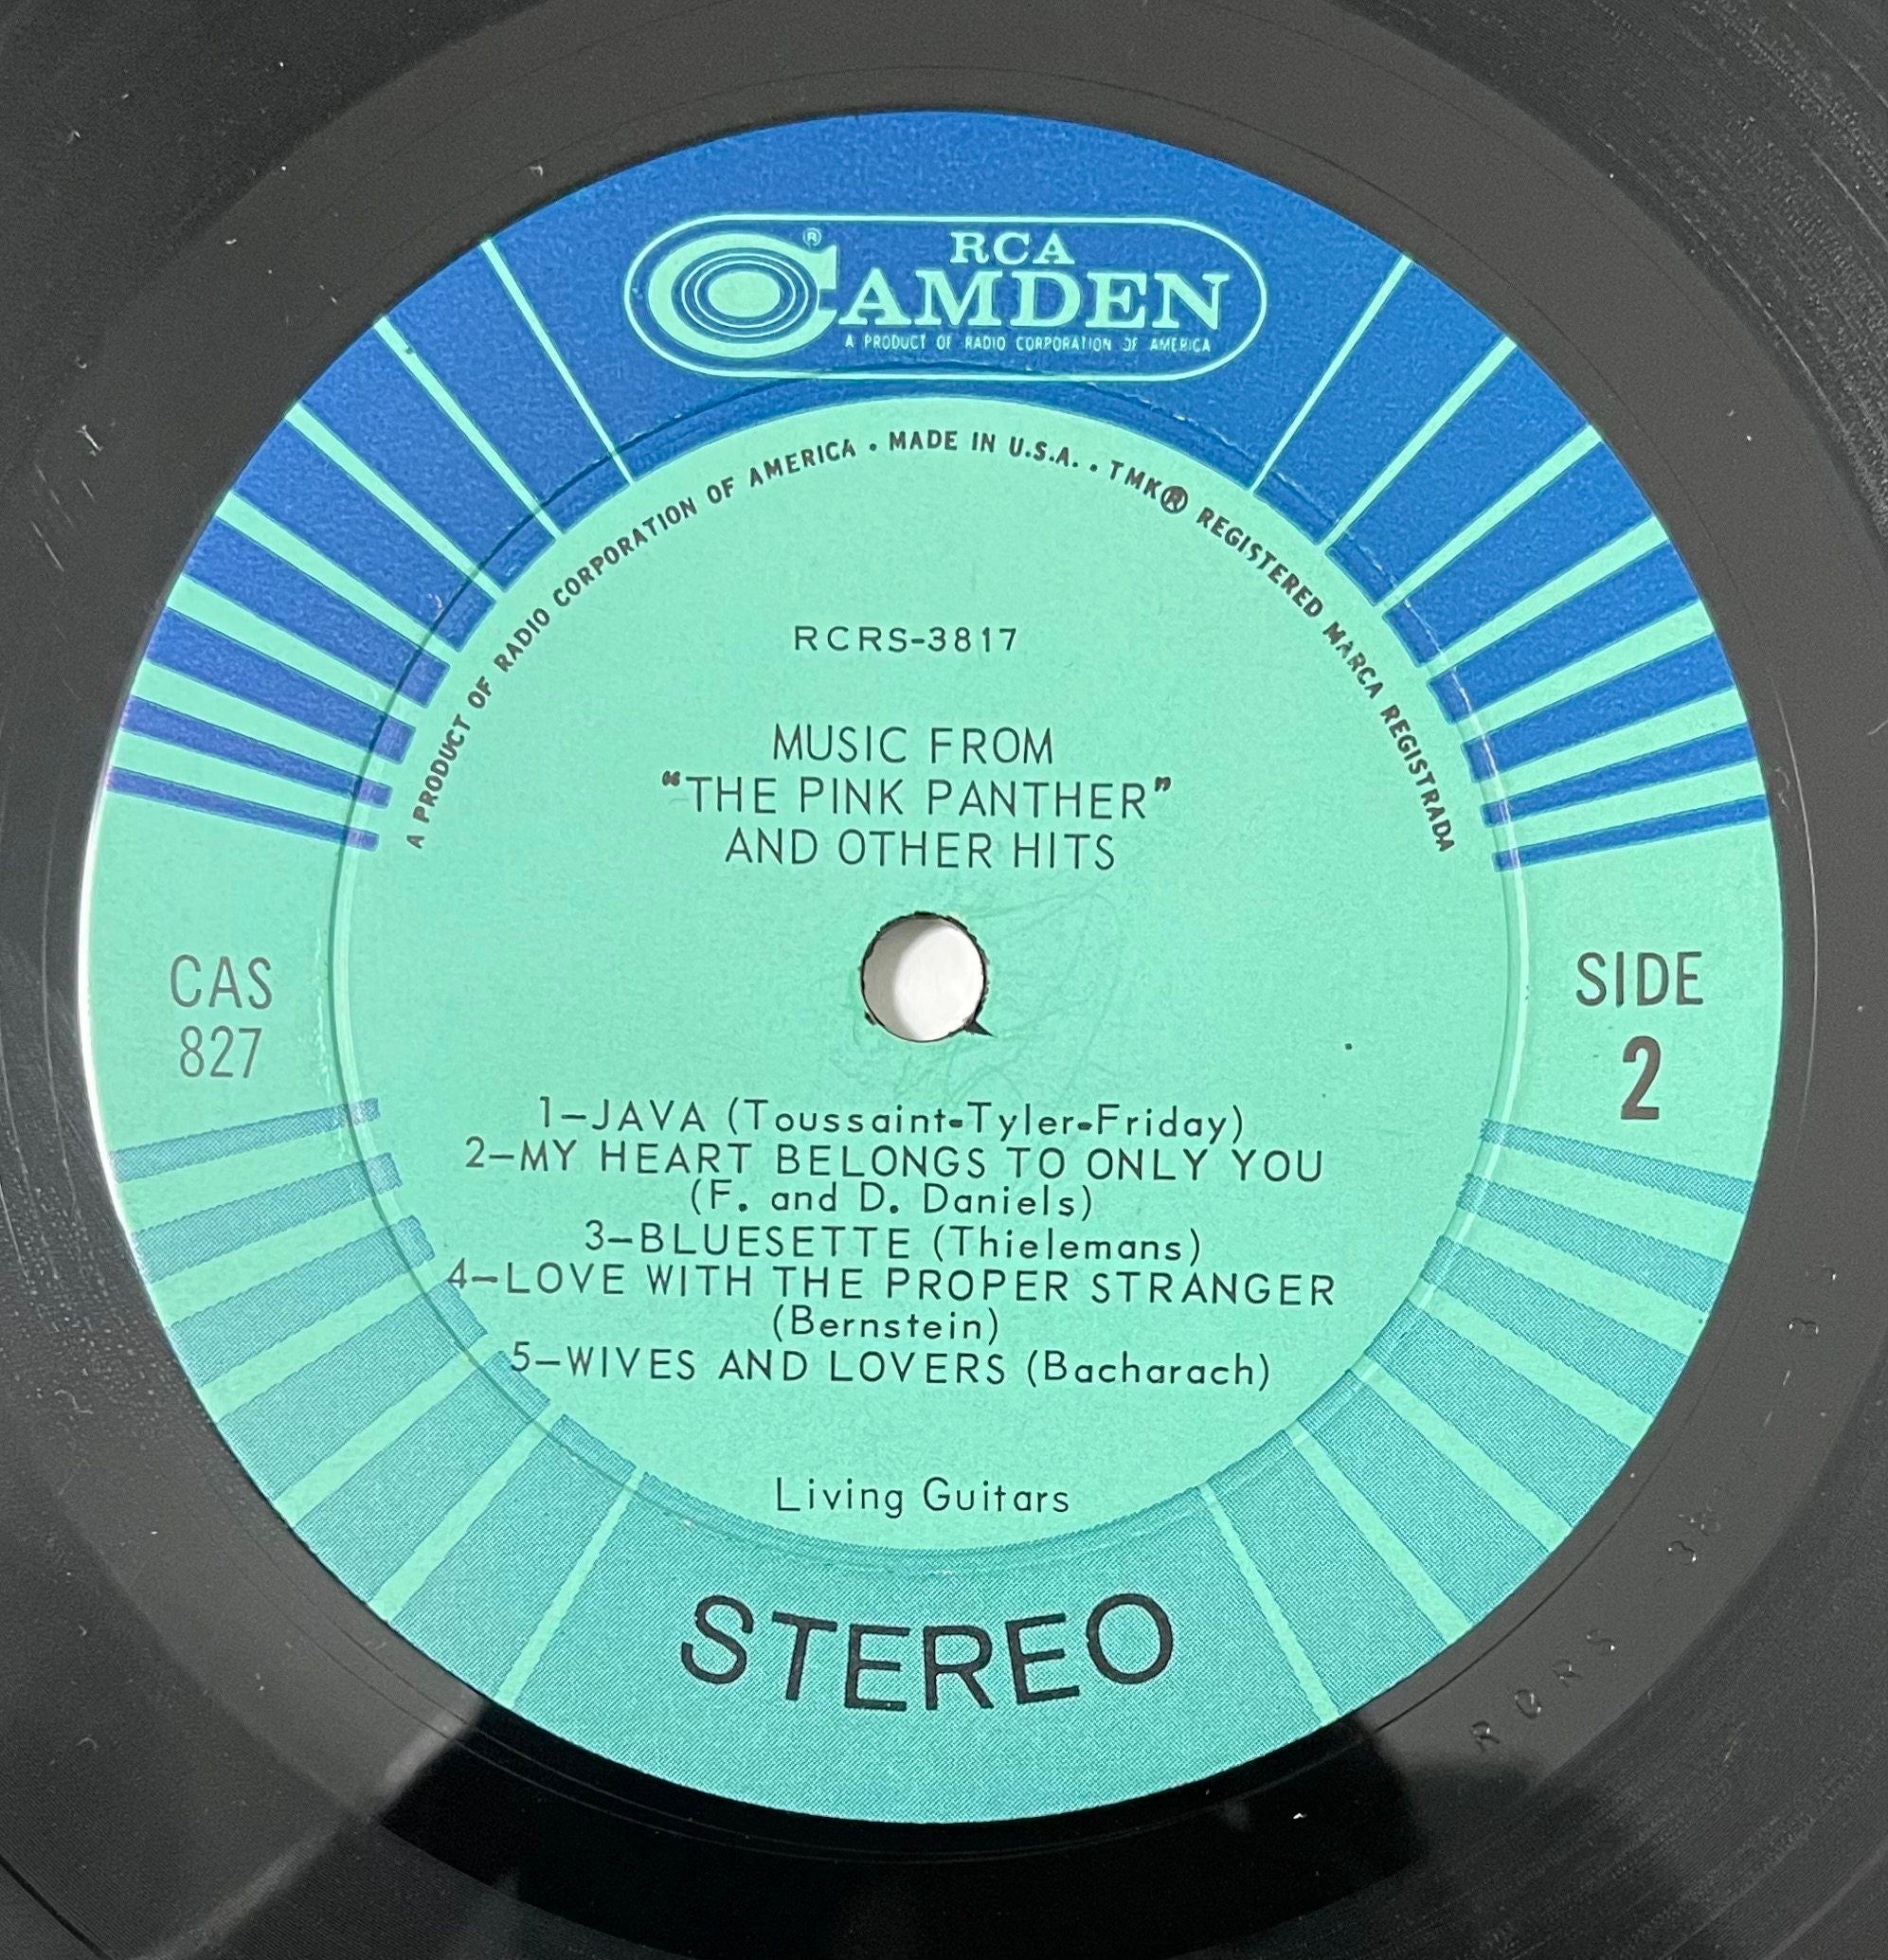 RCA
CAMDEN®
A PRODUCT OF RADIO CORPORATION OF AMERICA
A PRODUCT OF RADIO CORPORATION OF AMERICA • MADE IN U.S.A. • TMK® REGISTERED MARCA REGISTRADA
RCRS-3817
MUSIC FROM
"THE PINK PANTHER"
AND OTHER HITS
CAS
827
SIDE
2
1—JAVA (Toussaint-Tyler-Friday)
2—MY HEART BELONGS TO ONLY YOU
(F. and D. Daniels)
3—BLUESETTE (Thielemans)
4—LOVE WITH THE PROPER STRANGER
(Bernstein)
5—WIVES AND LOVERS (Bacharach)
Living Guitars
STEREO
RCRS